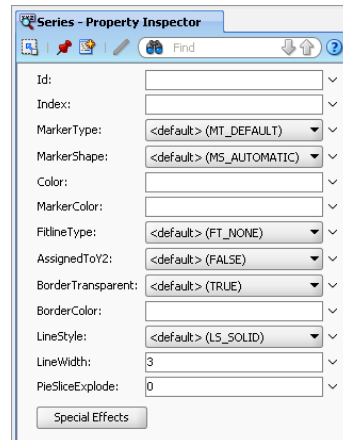 Series - Property Inspector
Find
Id:
Index:
MarkerType: <default> (MT_DEFAULT)
MarkerShape: <default> (MS_AUTOMATIC)
Color:
MarkerColor:
FitlineType: <default> (FT_NONE)
AssignedToY2: <default> (FALSE)
BorderTransparent: <default> (TRUE)
BorderColor:
LineStyle: <default> (LS_SOLID)
LineWidth: 3
PieSliceExplode: 0
Special Effects